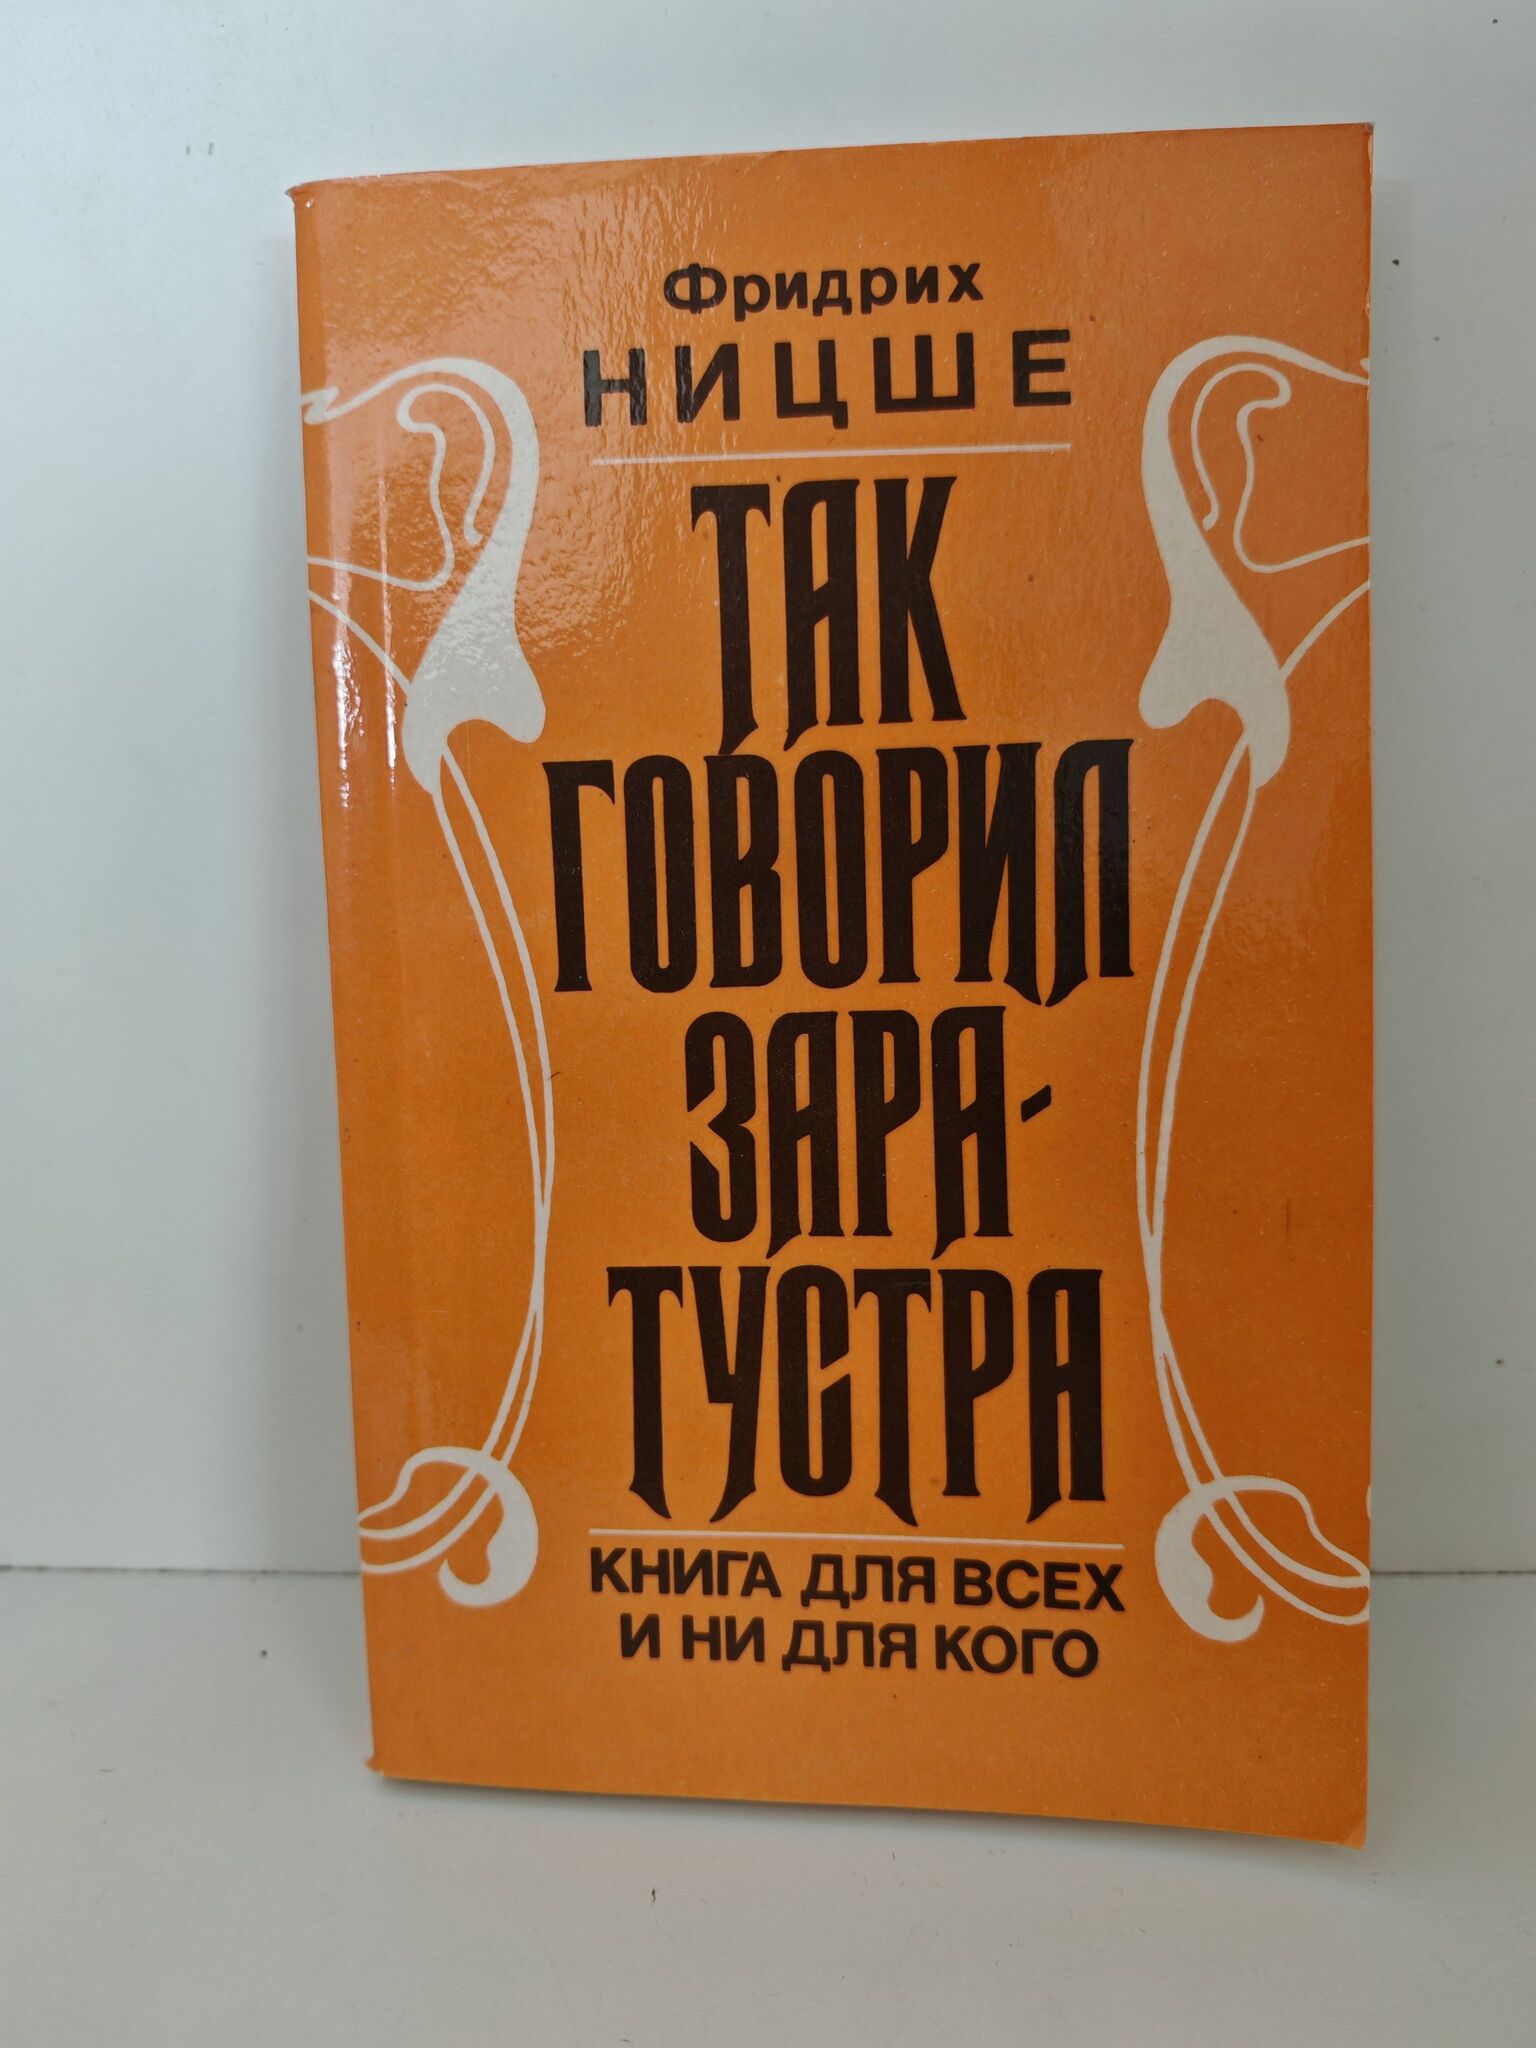 Фридрих
НИЦШЕ
ТАК
ГОВОРИЛ
ЗАРА-
ТУСТРА
КНИГА ДЛЯ ВСЕХ
И НИ ДЛЯ КОГО